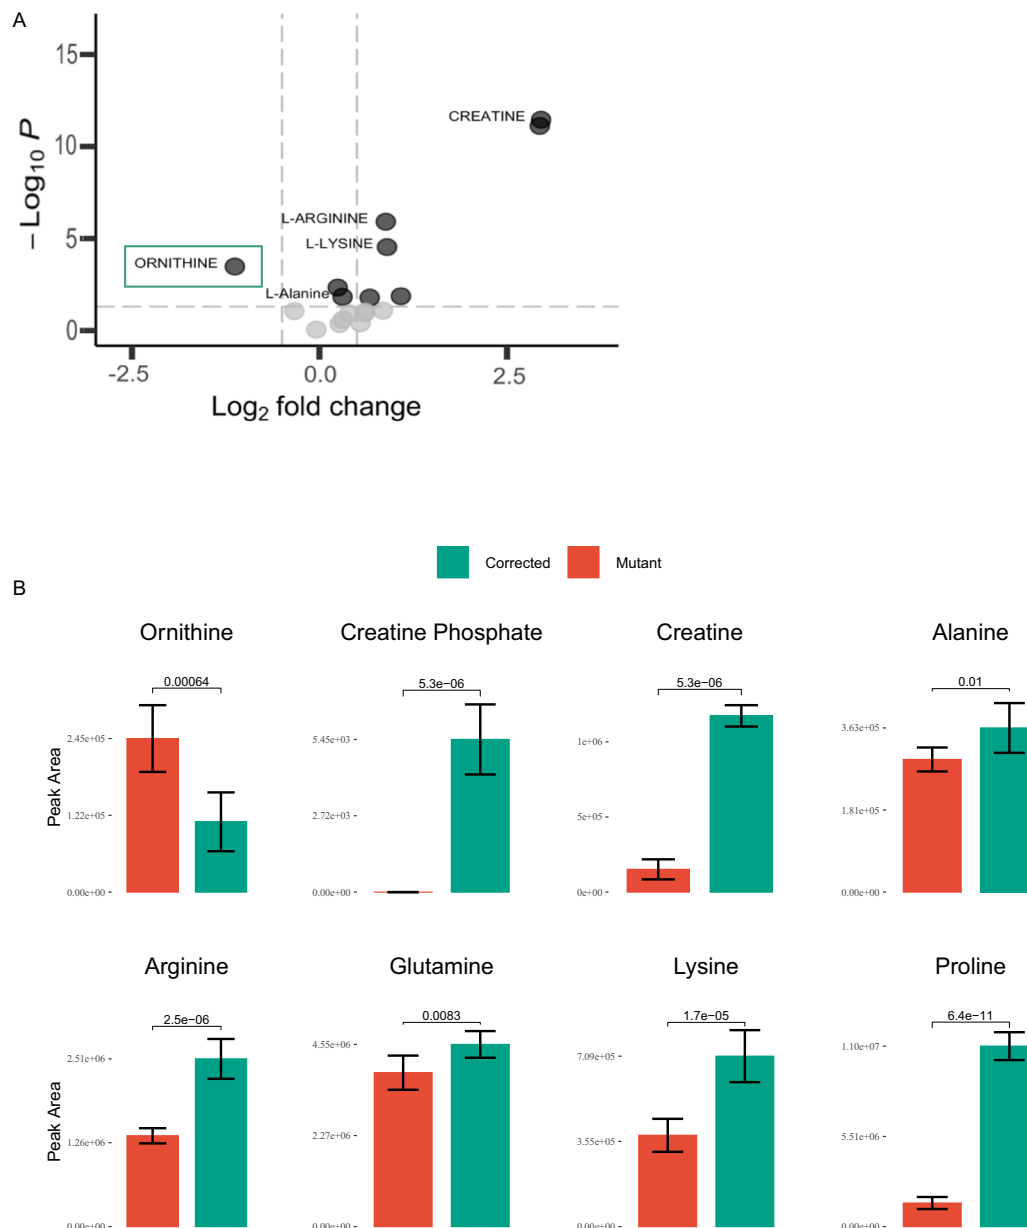 A
15
10
5
0
– Log10 P
CREATINE
L-ARGININE
L-LYSINE
ORNITHINE
L-Alanine
-2.5 0.0 2.5
Log2 fold change
Corrected Mutant
B
Ornithine Creatine Phosphate Creatine Alanine
0.00064 5.3e−06 5.3e−06 0.01
Peak Area
2.45e+05 5.45e+03 1e+06 3.63e+05
1.22e+05 2.72e+03 5e+05 1.81e+05
0.00e+00 0.00e+00 0e+00 0.00e+00
Arginine Glutamine Lysine Proline
2.5e−06 0.0083 1.7e−05 6.4e−11
Peak Area
2.51e+06 4.55e+06 7.09e+05 1.10e+07
1.26e+06 2.27e+06 3.55e+05 5.51e+06
0.00e+00 0.00e+00 0.00e+00 0.00e+00